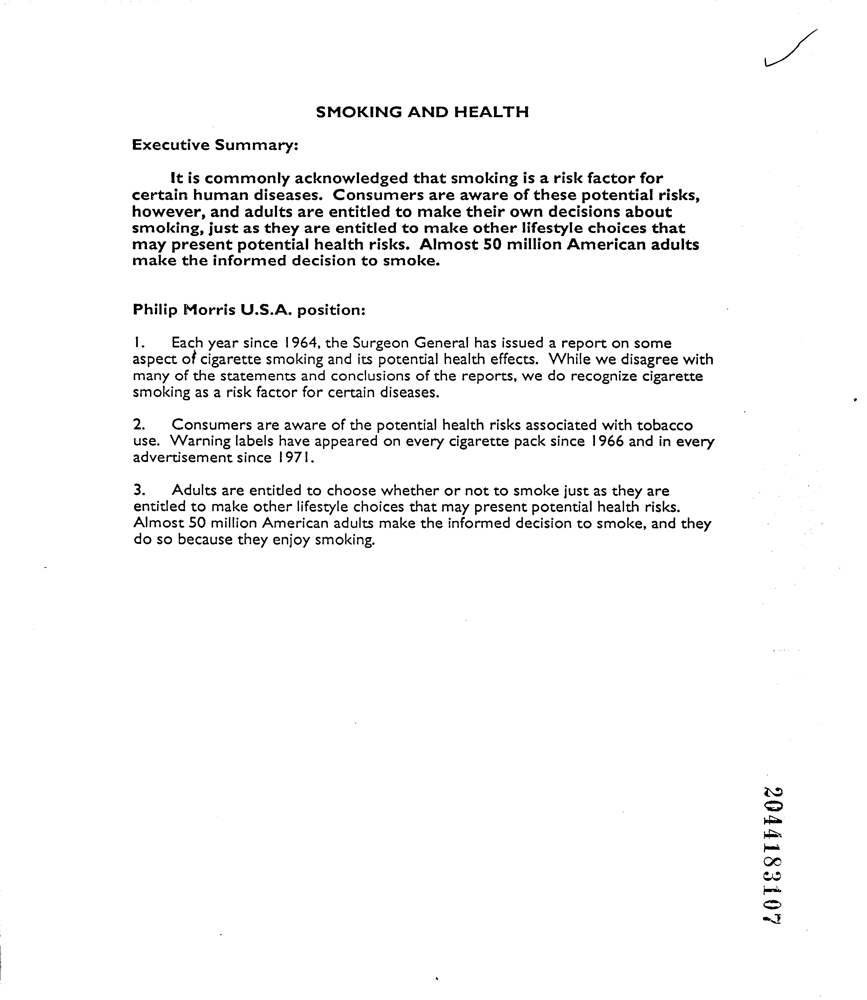 SMOKING AND HEALTH
Executive Summary:
It is commonly acknowledged that smoking is a risk factor for
certain human diseases. Consumers are aware of these potential risks,
however, and adults are entitled to make their own decisions about
smoking, just as they are entitled to make other lifestyle choices that
may present potential health risks. Almost 50 million American adults
make the informed decision to smoke.
Philip Morris U.S.A. position:
1. Each year since 1964, the Surgeon General has issued a report on some
aspect of cigarette smoking and its potential health effects. While we disagree with
many of the statements and conclusions of the reports, we do recognize cigarette
smoking as a risk factor for certain diseases.
2. Consumers are aware of the potential health risks associated with tobacco
use. Warning labels have appeared on every cigarette pack since 1966 and in every
advertisement since 1971.
3. Adults are entitled to choose whether or not to smoke just as they are
entitled to make other lifestyle choices that may present potential health risks.
Almost 50 million American adults make the informed decision to smoke, and they
do so because they enjoy smoking.
2044183107